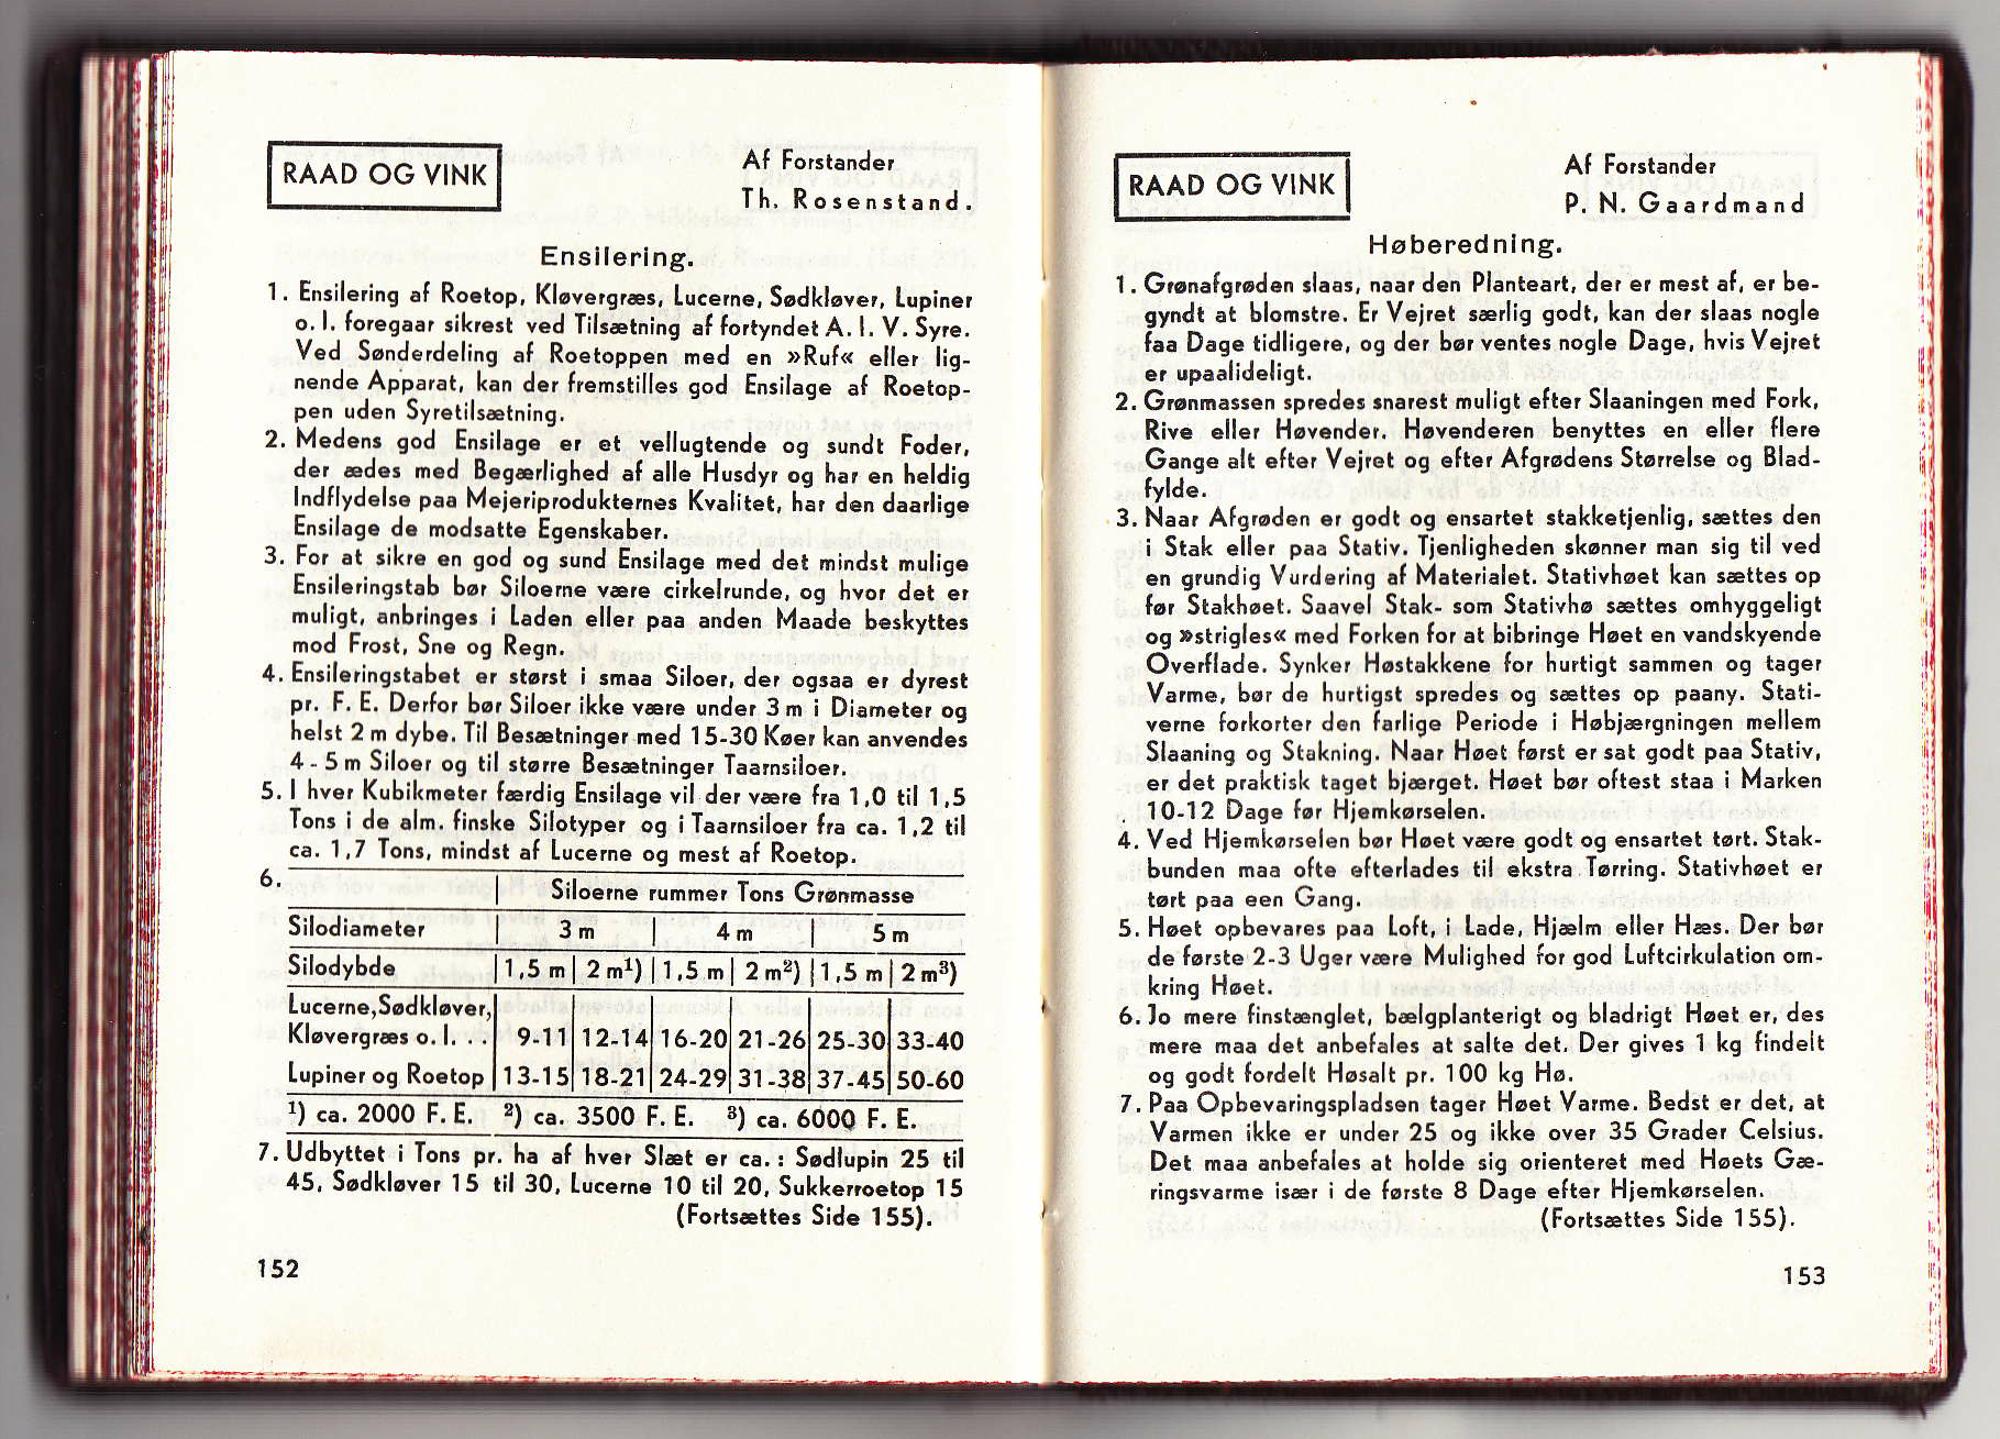 RAAD OG VINK
Af Forstander
Th. Rosenstand.
Ensilering.
1. Ensilering af Roetop, Kløvergræs, Lucerne, Sødkløver, Lupiner
o. l. foregaar sikrest ved Tilsætning af fortyndet A. I. V. Syre.
Ved Sønderdeling af Roetoppen med en »Ruf« eller lig-
nende Apparat, kan der fremstilles god Ensilage af Roetop-
pen uden Syretilsætning.
2. Medens god Ensilage er et vellugtende og sundt Foder,
der ædes med Begærlighed af alle Husdyr og har en heldig
Indflydelse paa Mejeriprodukternes Kvalitet, har den daarlige
Ensilage de modsatte Egenskaber.
3. For at sikre en god og sund Ensilage med det mindst mulige
Ensileringstab bør Siloerne være cirkelrunde, og hvor det er
muligt, anbringes i Laden eller paa anden Maade beskyttes
mod Frost, Sne og Regn.
4. Ensileringstabet er størst i smaa Siloer, der ogsaa er dyrest
pr. F. E. Derfor bør Siloer ikke være under 3 m i Diameter og
helst 2 m dybe. Til Besætninger med 15-30 Køer kan anvendes
4 - 5 m Siloer og til større Besætninger Taarnsiloer.
5. I hver Kubikmeter færdig Ensilage vil der være fra 1,0 til 1,5
Tons i de alm. finske Silotyper og i Taarnsiloer fra ca. 1,2 til
ca. 1,7 Tons, mindst af Lucerne og mest af Roetop.
6. Siloerne rummer Tons Grønmasse
Silodiameter 3 m 4 m 5 m
Silodybde 1,5 m 2 m¹) 1,5 m 2 m²) 1,5 m 2 m³)
Lucerne, Sødkløver,
Kløvergræs o. l. . . 9-11 12-14 16-20 21-26 25-30 33-40
Lupiner og Roetop 13-15 18-21 24-29 31-38 37-45 50-60
¹) ca. 2000 F. E. ²) ca. 3500 F. E. ³) ca. 6000 F. E.
7. Udbyttet i Tons pr. ha af hver Slæt er ca.: Sødlupin 25 til
45, Sødkløver 15 til 30, Lucerne 10 til 20, Sukkerroetop 15
(Fortsættes Side 155).
152
RAAD OG VINK
Af Forstander
P. N. Gaardmand
Høberedning.
1. Grønafgrøden slaas, naar den Planteart, der er mest af, er be-
gyndt at blomstre. Er Vejret særlig godt, kan der slaas nogle
faa Dage tidligere, og der bør ventes nogle Dage, hvis Vejret
er upaalideligt.
2. Grønmassen spredes snarest muligt efter Slaaningen med Fork,
Rive eller Høvender. Høvenderen benyttes en eller flere
Gange alt efter Vejret og efter Afgrødens Størrelse og Blad-
fylde.
3. Naar Afgrøden er godt og ensartet stakketjenlig, sættes den
i Stak eller paa Stativ. Tjenligheden skønner man sig til ved
en grundig Vurdering af Materialet. Stativhøet kan sættes op
før Stakhøet. Saavel Stak- som Stativhø sættes omhyggeligt
og »strigles« med Forken for at bibringe Høet en vandskyende
Overflade. Synker Høstakkene for hurtigt sammen og tager
Varme, bør de hurtigst spredes og sættes op paany. Stati-
verne forkorter den farlige Periode i Høbjærgningen mellem
Slaaning og Stakning. Naar Høet først er sat godt paa Stativ,
er det praktisk taget bjærget. Høet bør oftest staa i Marken
10-12 Dage før Hjemkørselen.
4. Ved Hjemkørselen bør Høet være godt og ensartet tørt. Stak-
bunden maa ofte efterlades til ekstra Tørring. Stativhøet er
tørt paa een Gang.
5. Høet opbevares paa Loft, i Lade, Hjælm eller Hæs. Der bør
de første 2-3 Uger være Mulighed for god Luftcirkulation om-
kring Høet.
6. Jo mere finstænglet, bælgplanterigt og bladrigt Høet er, des
mere maa det anbefales at salte det. Der gives 1 kg findelt
og godt fordelt Høsalt pr. 100 kg Hø.
7. Paa Opbevaringspladsen tager Høet Varme. Bedst er det, at
Varmen ikke er under 25 og ikke over 35 Grader Celsius.
Det maa anbefales at holde sig orienteret med Høets Gæ-
ringsvarme især i de første 8 Dage efter Hjemkørselen.
(Fortsættes Side 155).
153